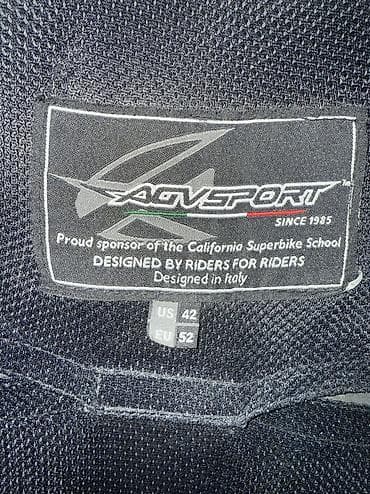 AGVSPORT™
SINCE 1985
Proud sponsor of the California Superbike School
DESIGNED BY RIDERS FOR RIDERS
Designed in Italy
US 42
EU 52